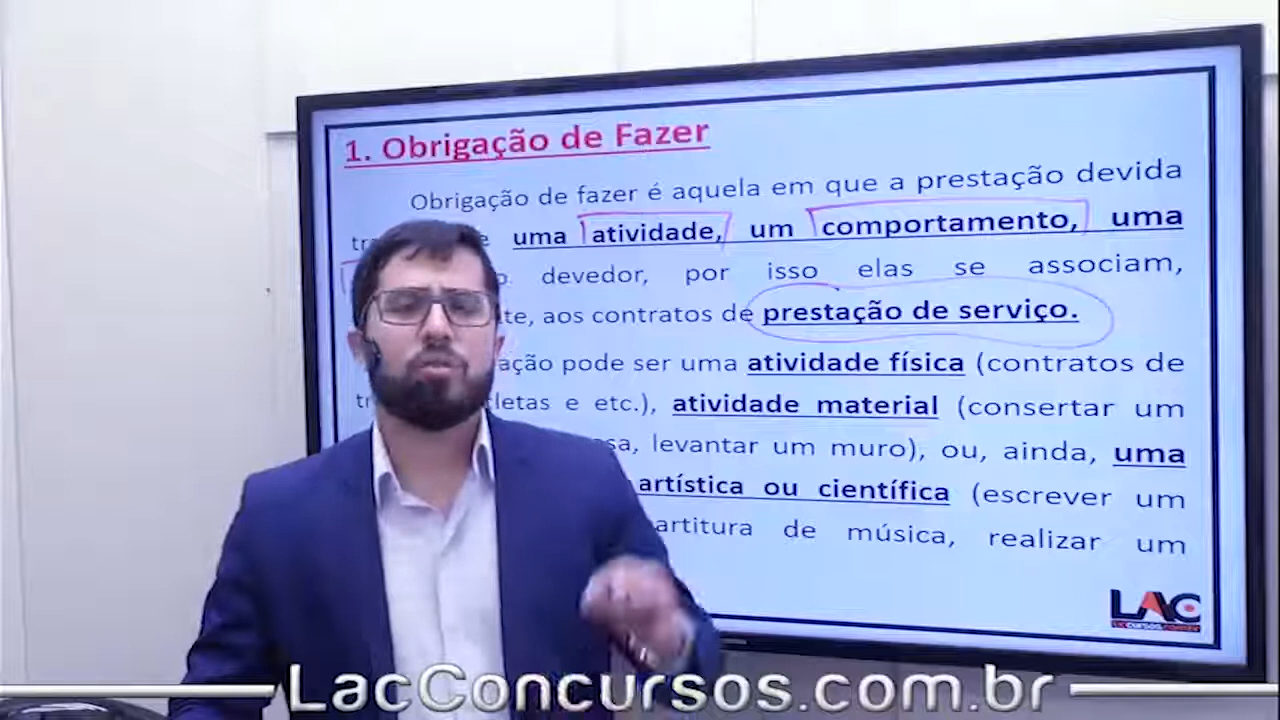 1. Obrigação de Fazer
Obrigação de fazer é aquela em que a prestação devida
uma atividade, um comportamento, uma
devedor, por isso elas se associam,
aos contratos de prestação de serviço.
pode ser uma atividade física (contratos de
e etc.), atividade material (consertar um
levantar um muro), ou, ainda, uma
artística ou científica (escrever um
de música, realizar um
LAC
LacConcursos.com.br